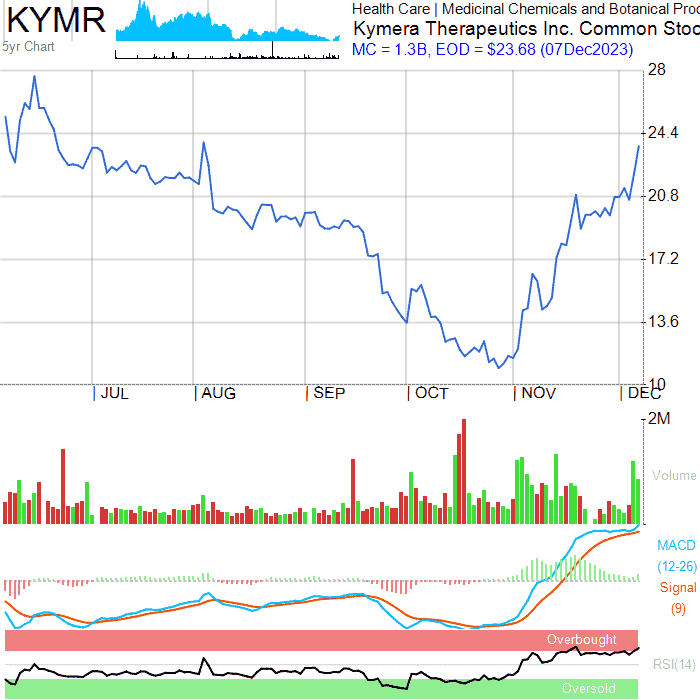 KYMR
5yr Chart
Health Care | Medicinal Chemicals and Botanical Proc
Kymera Therapeutics Inc. Common Stoc
MC = 1.3B, EOD = $23.68 (07Dec2023)
28
24.4
20.8
17.2
13.6
10
JUL AUG SEP OCT NOV DEC
2M
Volume
MACD
(12-26)
Signal
(9)
Overbought
RSI(14)
Oversold